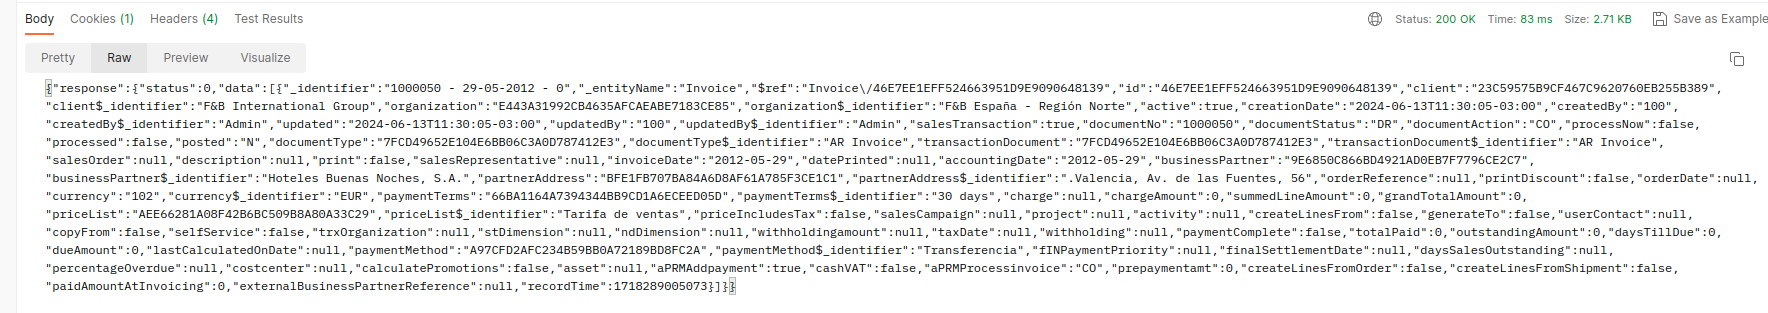 Body Cookies (1) Headers (4) Test Results Status: 200 OK Time: 83 ms Size: 2.71 KB Save as Example
Pretty Raw Preview Visualize
{"response":{"status":0,"data":[{"_identifier":"1000050 - 29-05-2012 - 0","_entityName":"Invoice","$ref":"Invoice\/46E7EE1EFF524663951D9E9090648139","id":"46E7EE1EFF524663951D9E9090648139","client":"23C59575B9CF467C9620760EB255B389",
"client$_identifier":"F&B International Group","organization":"E443A31992CB4635AFCAEABE7183CE85","organization$_identifier":"F&B España - Región Norte","active":true,"creationDate":"2024-06-13T11:30:05-03:00","createdBy":"100",
"createdBy$_identifier":"Admin","updated":"2024-06-13T11:30:05-03:00","updatedBy":"100","updatedBy$_identifier":"Admin","salesTransaction":true,"documentNo":"1000050","documentStatus":"DR","documentAction":"CO","processNow":false,
"processed":false,"posted":"N","documentType":"7FCD49652E104E6BB06C3A0D787412E3","documentType$_identifier":"AR Invoice","transactionDocument":"7FCD49652E104E6BB06C3A0D787412E3","transactionDocument$_identifier":"AR Invoice",
"salesOrder":null,"description":null,"print":false,"salesRepresentative":null,"invoiceDate":"2012-05-29","datePrinted":null,"accountingDate":"2012-05-29","businessPartner":"9E6850C866BD4921AD0EB7F7796CE2C7",
"businessPartner$_identifier":"Hoteles Buenas Noches, S.A.","partnerAddress":"BFE1FB707BA84A6D8AF61A785F3CE1C1","partnerAddress$_identifier":".Valencia, Av. de las Fuentes, 56","orderReference":null,"printDiscount":false,"orderDate":null,
"currency":"102","currency$_identifier":"EUR","paymentTerms":"66BA1164A7394344BB9CD1A6ECEED05D","paymentTerms$_identifier":"30 days","charge":null,"chargeAmount":0,"summedLineAmount":0,"grandTotalAmount":0,
"priceList":"AEE66281A08F42B6BC509B8A80A33C29","priceList$_identifier":"Tarifa de ventas","priceIncludesTax":false,"salesCampaign":null,"project":null,"activity":null,"createLinesFrom":false,"generateTo":false,"userContact":null,
"copyFrom":false,"selfService":false,"trxOrganization":null,"stDimension":null,"ndDimension":null,"withholdingamount":null,"taxDate":null,"withholding":null,"paymentComplete":false,"totalPaid":0,"outstandingAmount":0,"daysTillDue":0,
"dueAmount":0,"lastCalculatedOnDate":null,"paymentMethod":"A97CFD2AFC234B59BB0A72189BD8FC2A","paymentMethod$_identifier":"Transferencia","fINPaymentPriority":null,"finalSettlementDate":null,"daysSalesOutstanding":null,
"percentageOverdue":null,"costcenter":null,"calculatePromotions":false,"asset":null,"aPRMAddpayment":true,"cashVAT":false,"aPRMProcessinvoice":"CO","prepaymentamt":0,"createLinesFromOrder":false,"createLinesFromShipment":false,
"paidAmountAtInvoicing":0,"externalBusinessPartnerReference":null,"recordTime":1718289005073}]}}